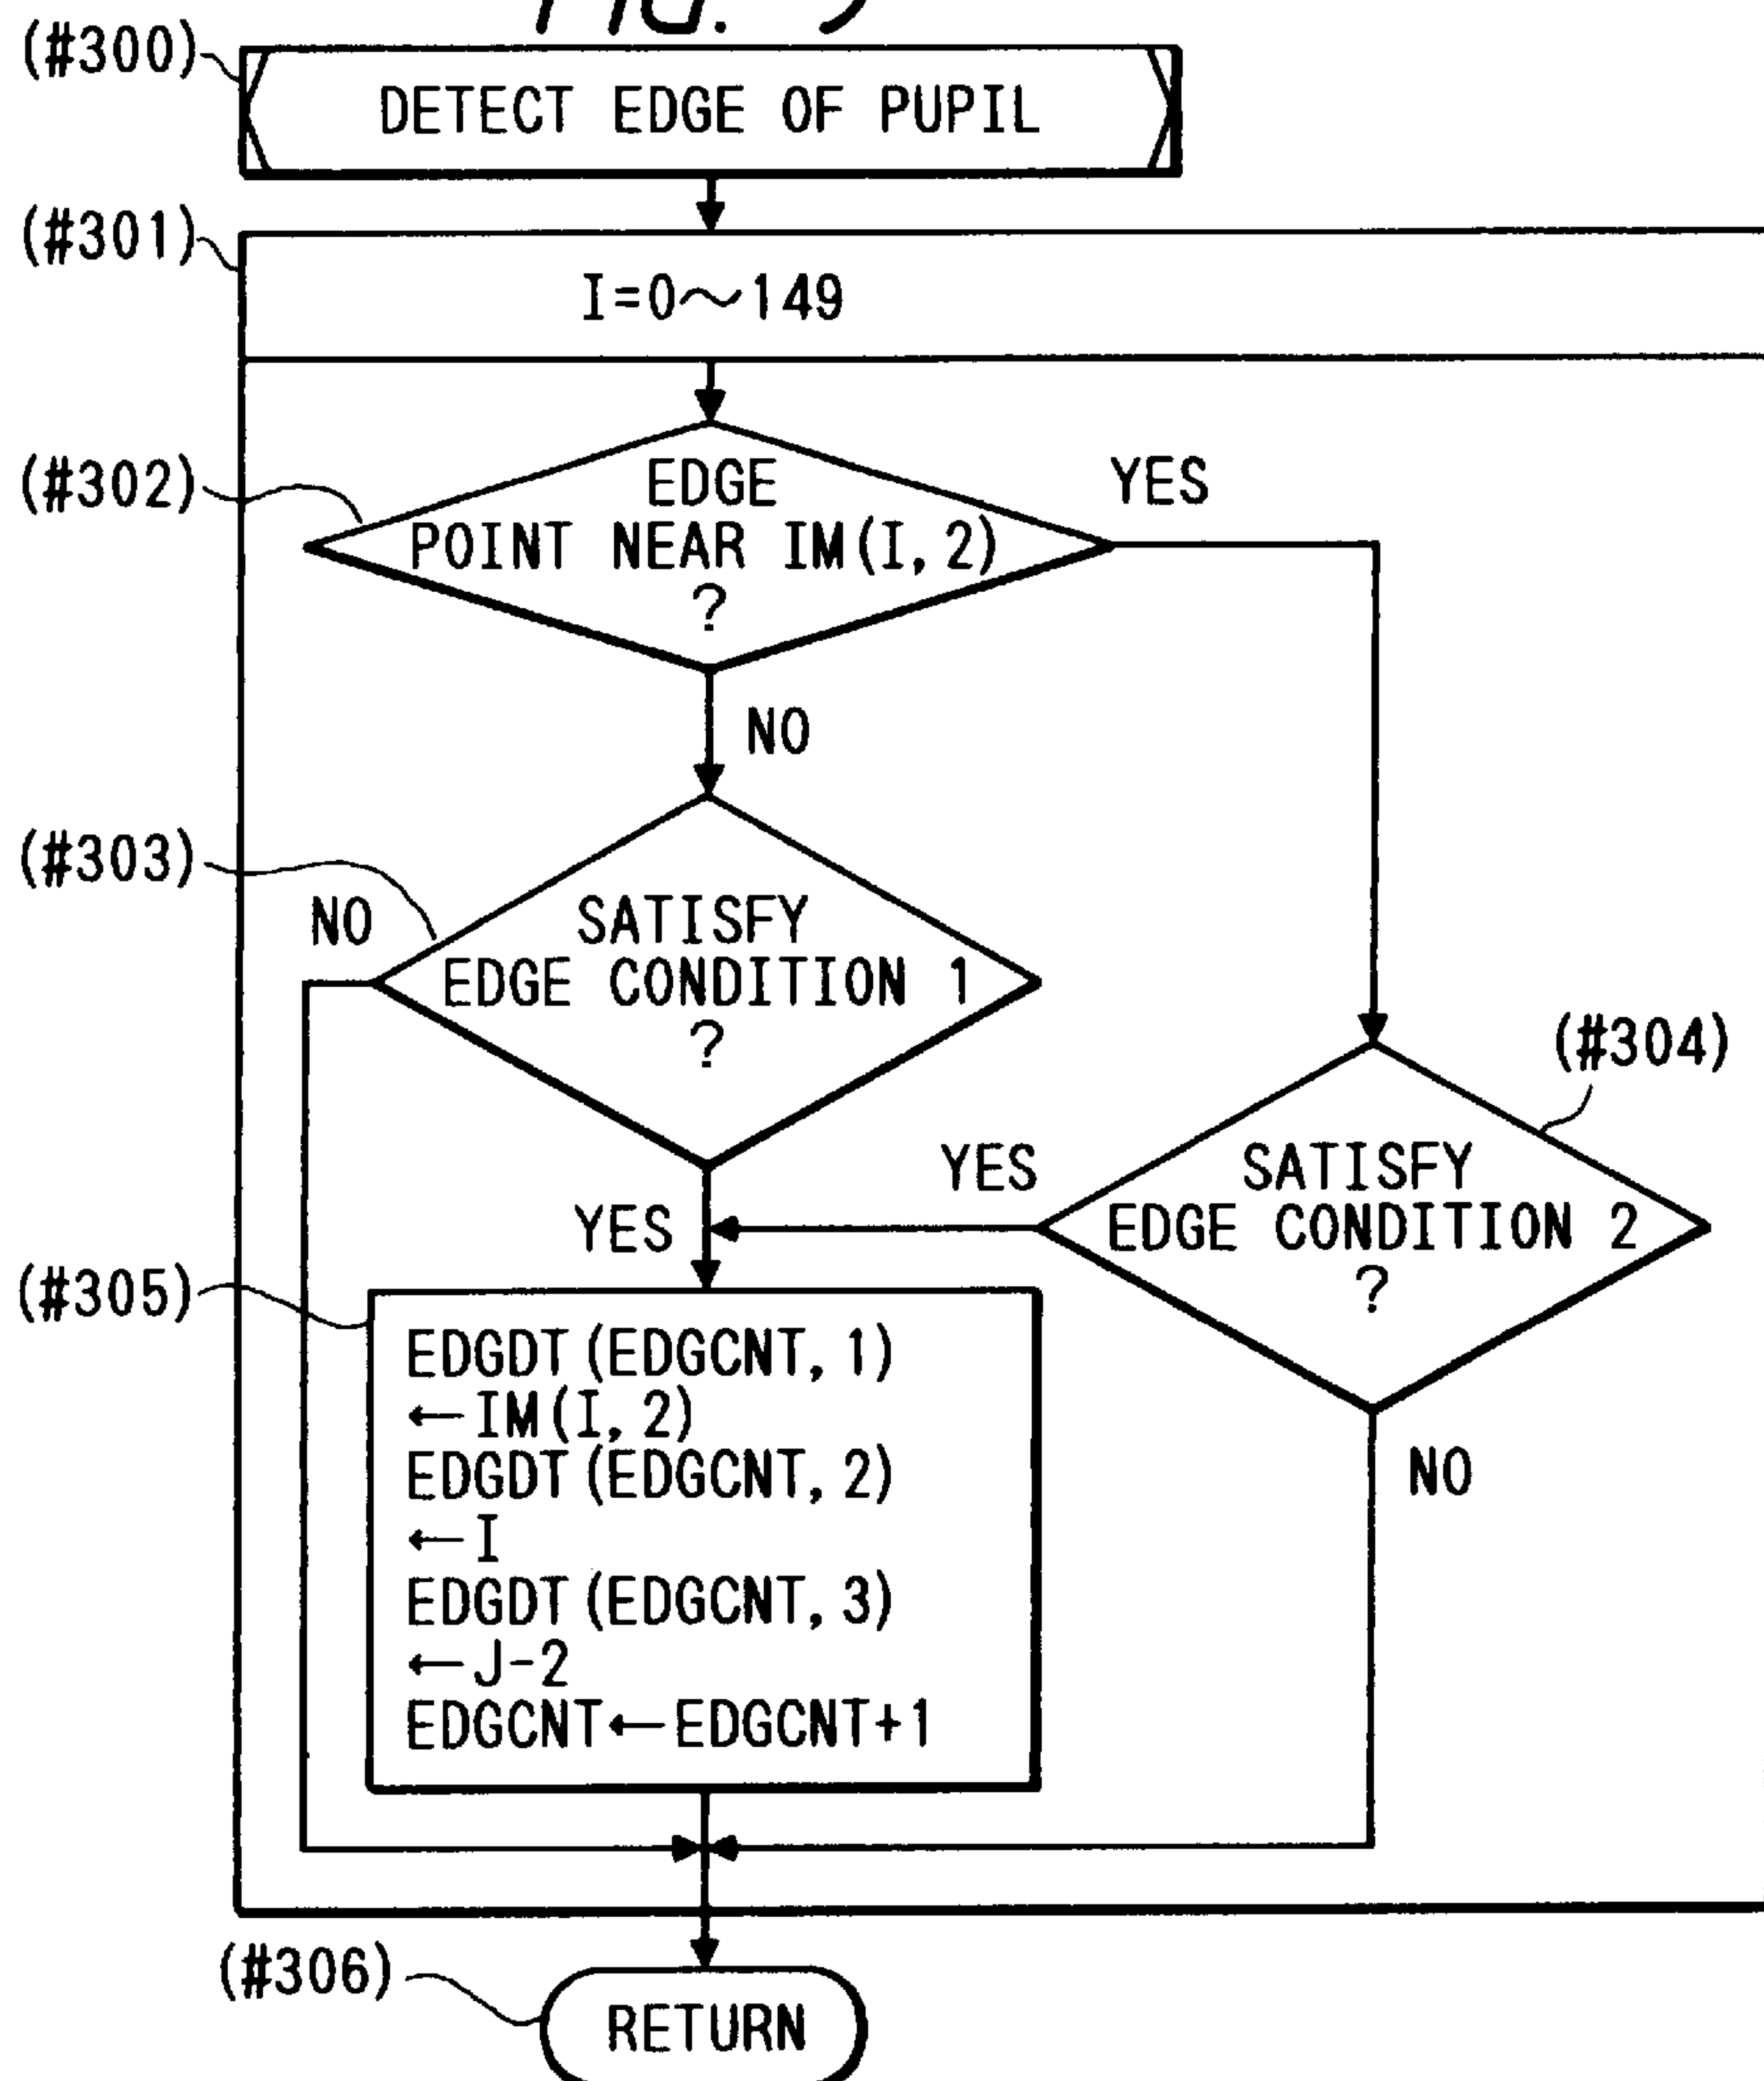 FIG.
(#300)
DETECT EDGE OF PUPIL
(#301)
I=0～149
(#302)
EDGE
POINT NEAR IM(I, 2)
?
YES
NO
(#303)
NO
SATISFY
EDGE CONDITION 1
?
(#304)
YES
YES
SATISFY
EDGE CONDITION 2
?
(#305)
EDGDT(EDGCNT, 1)
←IM(I, 2)
EDGDT(EDGCNT, 2)
←I
EDGDT(EDGCNT, 3)
←J-2
EDGCNT←EDGCNT+1
NO
(#306)
RETURN